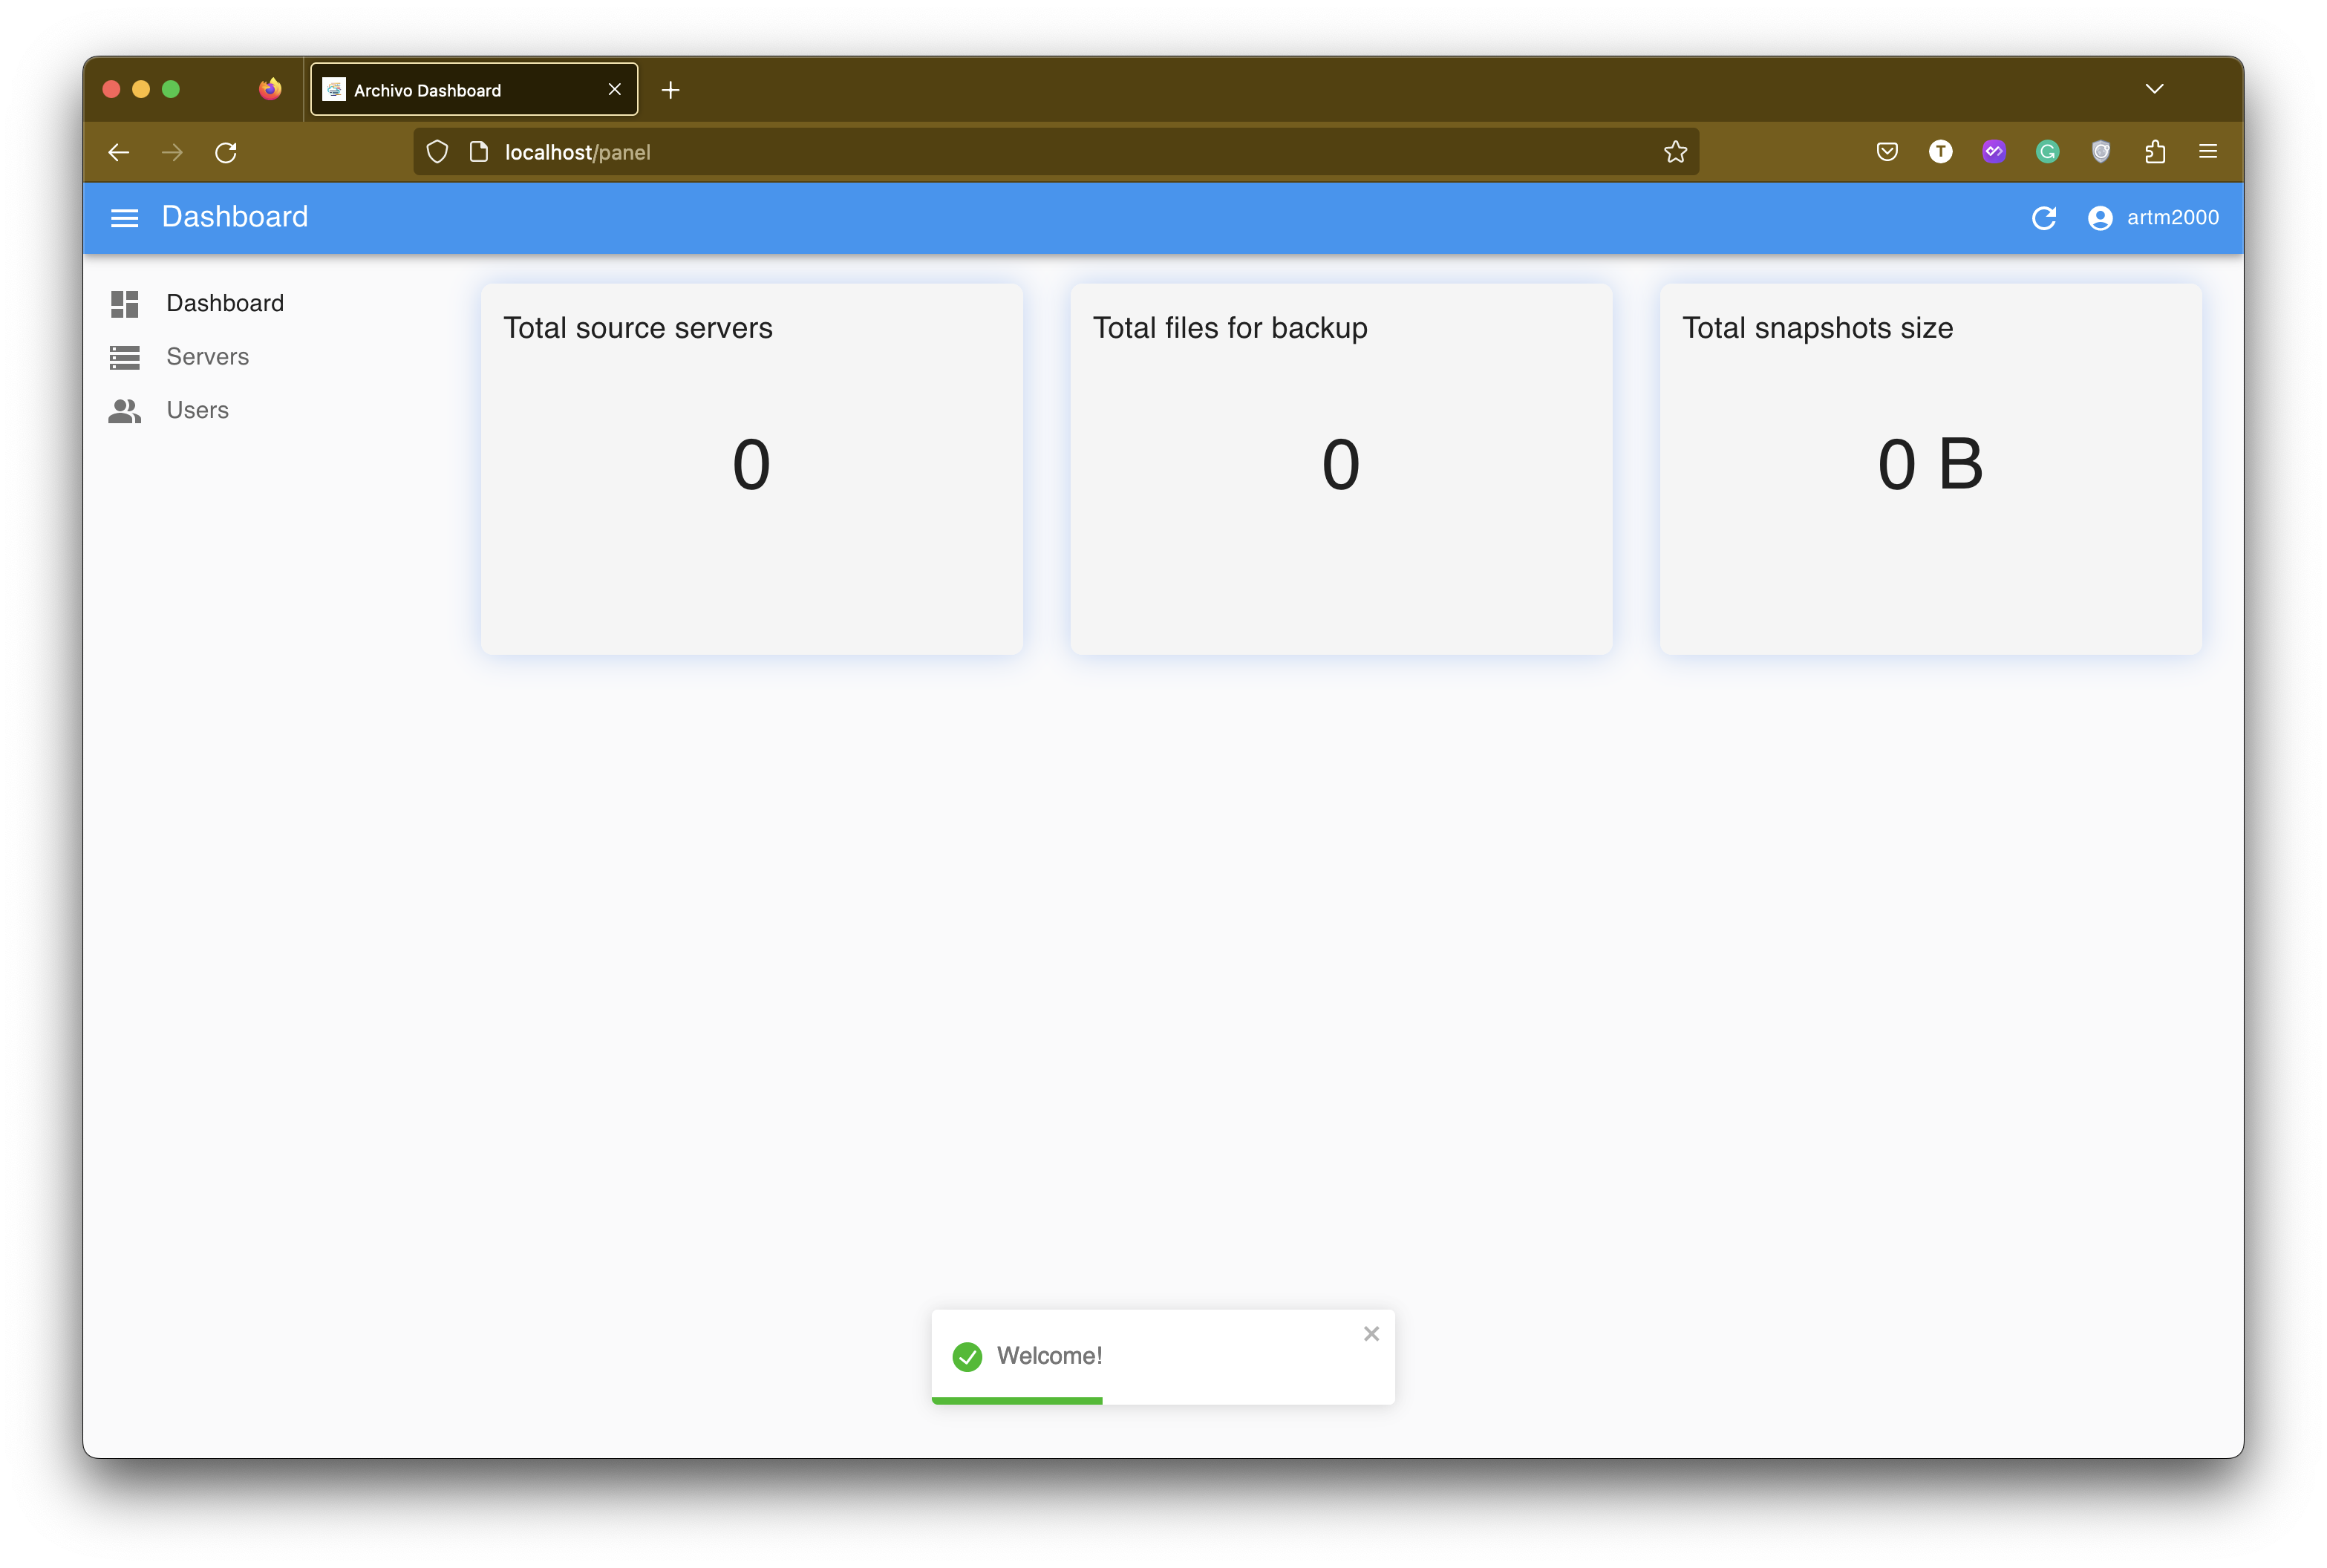 Archivo Dashboard
localhost/panel
Dashboard
artm2000
Dashboard
Servers
Users
Total source servers
0
Total files for backup
0
Total snapshots size
0 B
Welcome!